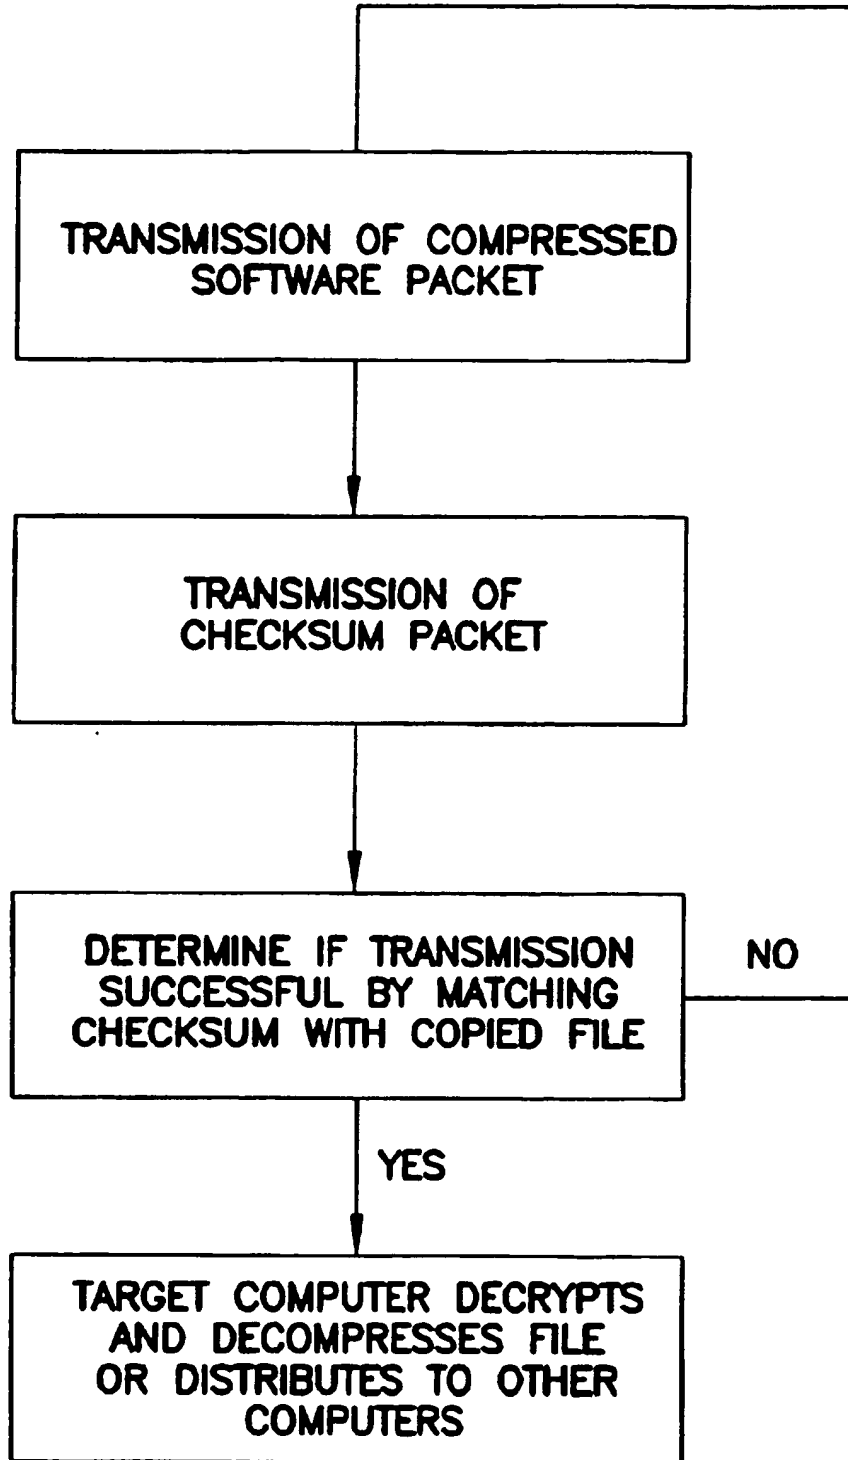 TRANSMISSION OF COMPRESSED
SOFTWARE PACKET
TRANSMISSION OF
CHECKSUM PACKET
DETERMINE IF TRANSMISSION
SUCCESSFUL BY MATCHING
CHECKSUM WITH COPIED FILE
NO
YES
TARGET COMPUTER DECRYPTS
AND DECOMPRESSES FILE
OR DISTRIBUTES TO OTHER
COMPUTERS